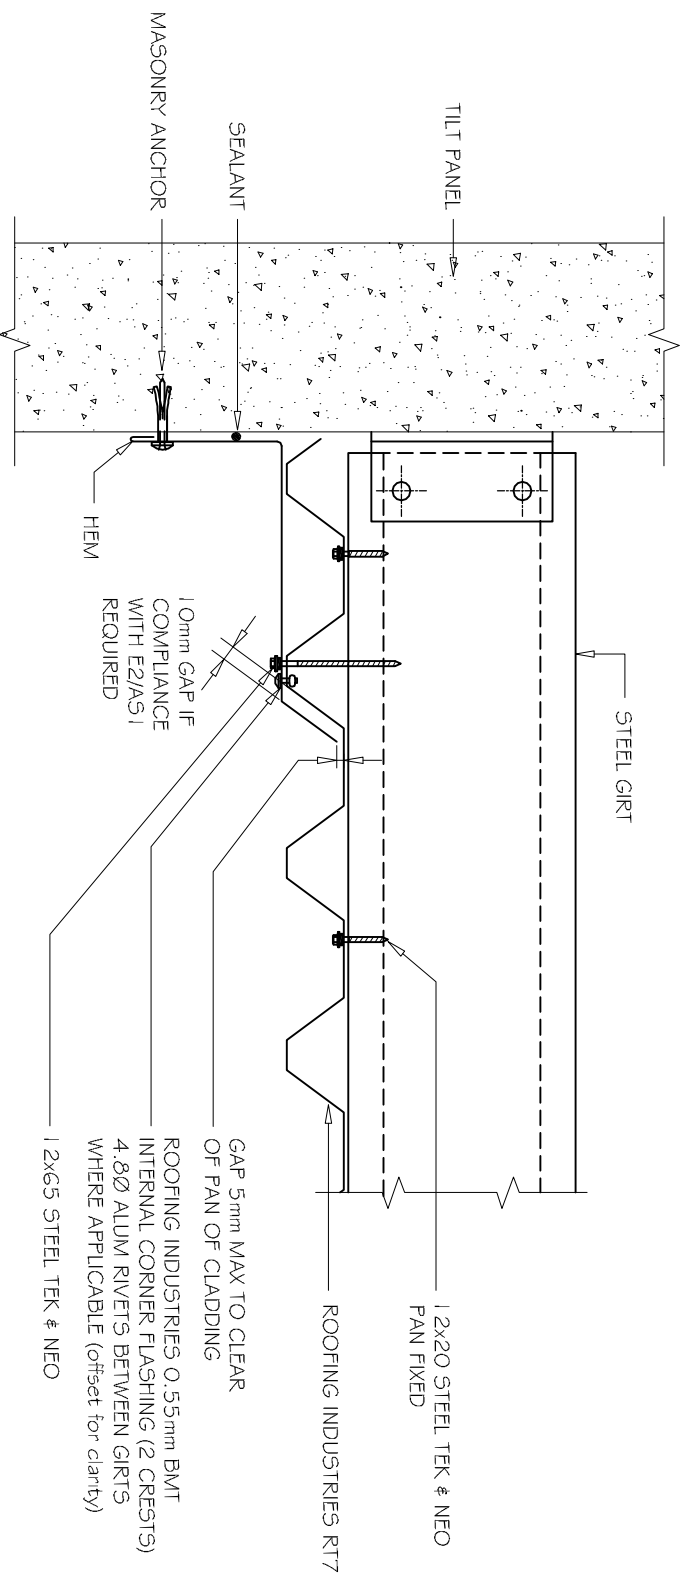 MASONRY ANCHOR
SEALANT
TILT PANEL
HEM
10mm GAP IF
COMPLIANCE
WITH E2/AS1
REQUIRED
STEEL GIRT
12x20 STEEL TEK & NEO
PAN FIXED
ROOFING INDUSTRIES RT7
GAP 5mm MAX TO CLEAR
OF PAN OF CLADDING
ROOFING INDUSTRIES 0.55mm BMT
INTERNAL CORNER FLASHING (2 CRESTS)
4.8Ø ALUM RIVETS BETWEEN GIRTS
WHERE APPLICABLE (offset for clarity)
12x65 STEEL TEK & NEO